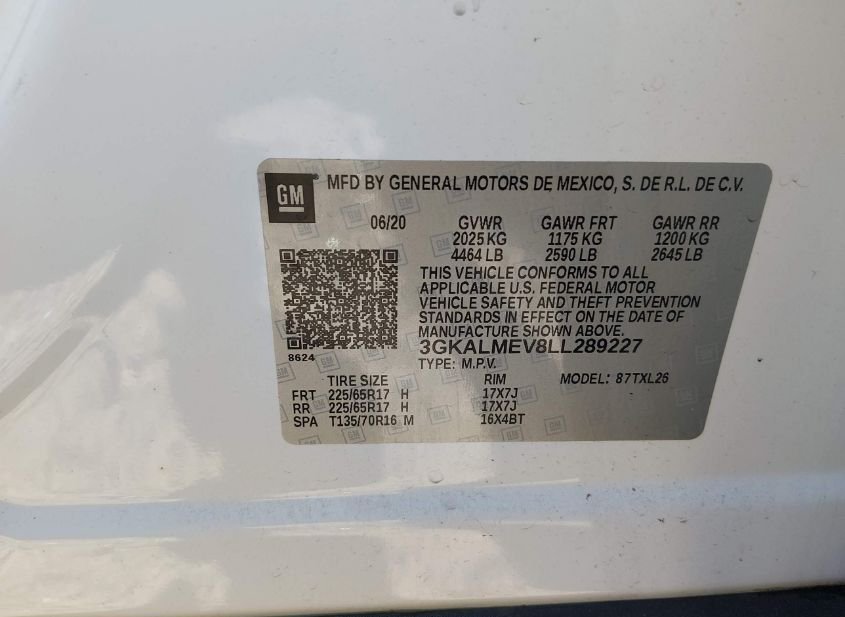 GM MFD BY GENERAL MOTORS DE MEXICO, S. DE R.L. DE C.V.
06/20 GVWR GAWR FRT GAWR RR
2025 KG 1175 KG 1200 KG
4464 LB 2590 LB 2645 LB
THIS VEHICLE CONFORMS TO ALL
APPLICABLE U.S. FEDERAL MOTOR
VEHICLE SAFETY AND THEFT PREVENTION
STANDARDS IN EFFECT ON THE DATE OF
MANUFACTURE SHOWN ABOVE.
8624 3GKALMEV8LL289227
TYPE: M.P.V.
TIRE SIZE RIM MODEL: 87TXL26
FRT 225/65R17 H 17X7J
RR 225/65R17 H 17X7J
SPA T135/70R16 M 16X4BT